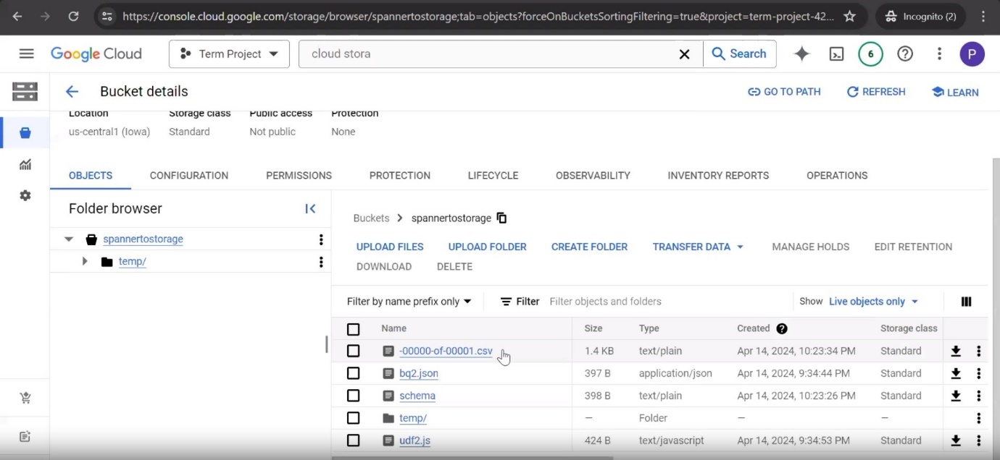 https://console.cloud.google.com/storage/browser/spannertostorage;tab=objects?forceOnBucketsSortingFiltering=true&project=term-project-42... Incognito (2)
Google Cloud Term Project cloud stora Search 6 P
Bucket details GO TO PATH REFRESH LEARN
Location Storage class Public access Protection
us-central1 (Iowa) Standard Not public None
OBJECTS CONFIGURATION PERMISSIONS PROTECTION LIFECYCLE OBSERVABILITY INVENTORY REPORTS OPERATIONS
Folder browser
spannertostorage
temp/
Buckets > spannertostorage
UPLOAD FILES UPLOAD FOLDER CREATE FOLDER TRANSFER DATA MANAGE HOLDS EDIT RETENTION
DOWNLOAD DELETE
Filter by name prefix only Filter Filter objects and folders Show Live objects only
Name Size Type Created Storage class
-00000-of-00001.csv 1.4 KB text/plain Apr 14, 2024, 10:23:34 PM Standard
bq2.json 397 B application/json Apr 14, 2024, 9:34:44 PM Standard
schema 398 B text/plain Apr 14, 2024, 10:23:26 PM Standard
temp/ – Folder – –
udf2.js 424 B text/javascript Apr 14, 2024, 9:34:53 PM Standard